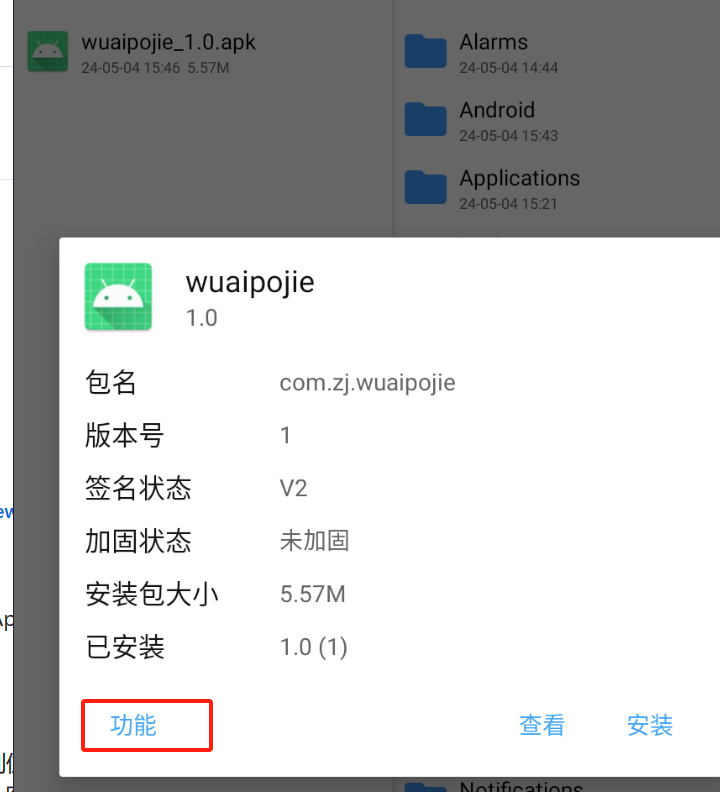 wuaipojie_1.0.apk
24-05-04 15:46 5.57M
Alarms
24-05-04 14:44
Android
24-05-04 15:43
Applications
24-05-04 15:21
wuaipojie
1.0
包名 com.zj.wuaipojie
版本号 1
签名状态 V2
加固状态 未加固
安装包大小 5.57M
已安装 1.0 (1)
功能 查看 安装
Notifications